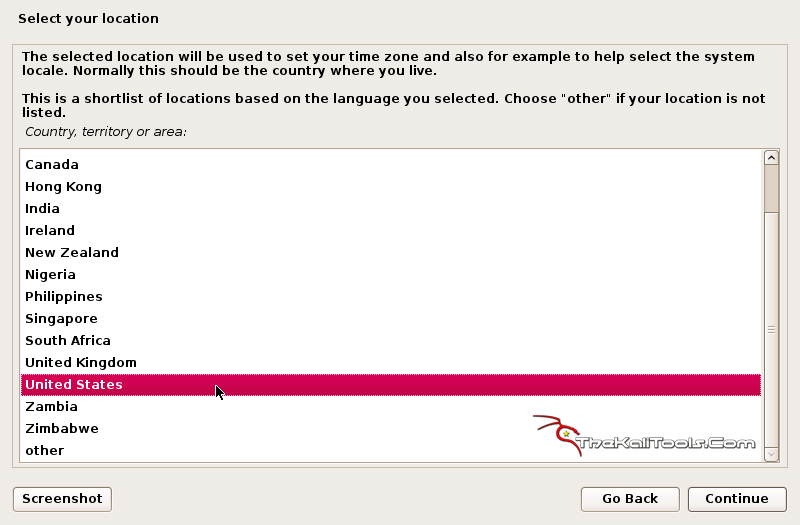 Select your location
The selected location will be used to set your time zone and also for example to help select the system
locale. Normally this should be the country where you live.
This is a shortlist of locations based on the language you selected. Choose "other" if your location is not
listed.
Country, territory or area:
Canada
Hong Kong
India
Ireland
New Zealand
Nigeria
Philippines
Singapore
South Africa
United Kingdom
United States
Zambia
Zimbabwe
other
TheKaliTools.Com
Screenshot
Go Back
Continue